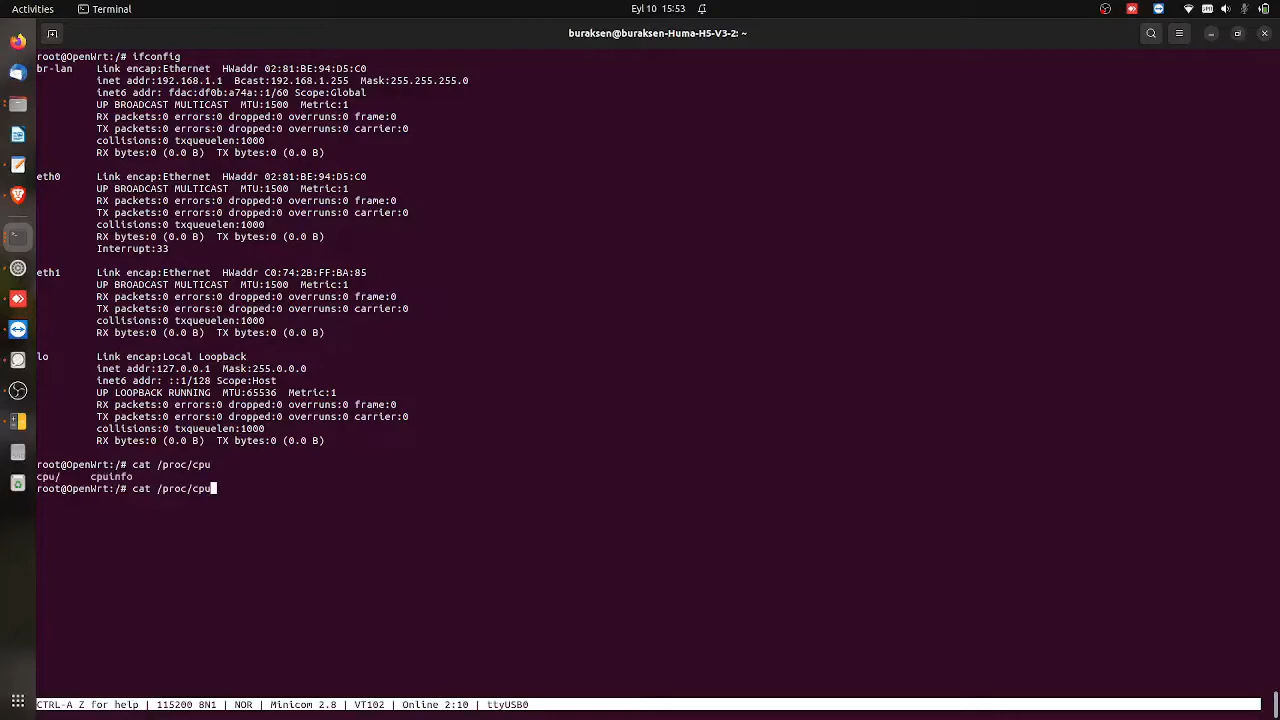 Activities
Terminal
Eyl 10 15:53
buraksen@buraksen-Huma-H5-V3-2: ~
root@OpenWrt:/# ifconfig
br-lan    Link encap:Ethernet  HWaddr 02:81:BE:94:D5:C0
inet addr:192.168.1.1  Bcast:192.168.1.255  Mask:255.255.255.0
inet6 addr: fdac:df0b:a74a::1/60 Scope:Global
UP BROADCAST MULTICAST  MTU:1500  Metric:1
RX packets:0 errors:0 dropped:0 overruns:0 frame:0
TX packets:0 errors:0 dropped:0 overruns:0 carrier:0
collisions:0 txqueuelen:1000
RX bytes:0 (0.0 B)  TX bytes:0 (0.0 B)
eth0      Link encap:Ethernet  HWaddr 02:81:BE:94:D5:C0
UP BROADCAST MULTICAST  MTU:1500  Metric:1
RX packets:0 errors:0 dropped:0 overruns:0 frame:0
TX packets:0 errors:0 dropped:0 overruns:0 carrier:0
collisions:0 txqueuelen:1000
RX bytes:0 (0.0 B)  TX bytes:0 (0.0 B)
Interrupt:33
eth1      Link encap:Ethernet  HWaddr C0:74:2B:FF:BA:85
UP BROADCAST MULTICAST  MTU:1500  Metric:1
RX packets:0 errors:0 dropped:0 overruns:0 frame:0
TX packets:0 errors:0 dropped:0 overruns:0 carrier:0
collisions:0 txqueuelen:1000
RX bytes:0 (0.0 B)  TX bytes:0 (0.0 B)
lo        Link encap:Local Loopback
inet addr:127.0.0.1  Mask:255.0.0.0
inet6 addr: ::1/128 Scope:Host
UP LOOPBACK RUNNING  MTU:65536  Metric:1
RX packets:0 errors:0 dropped:0 overruns:0 frame:0
TX packets:0 errors:0 dropped:0 overruns:0 carrier:0
collisions:0 txqueuelen:1000
RX bytes:0 (0.0 B)  TX bytes:0 (0.0 B)
root@OpenWrt:/# cat /proc/cpu
cpu/     cpuinfo
root@OpenWrt:/# cat /proc/cpu
CTRL-A Z for help | 115200 8N1 | NOR | Minicom 2.8 | VT102 | Online 2:10 | ttyUSB0